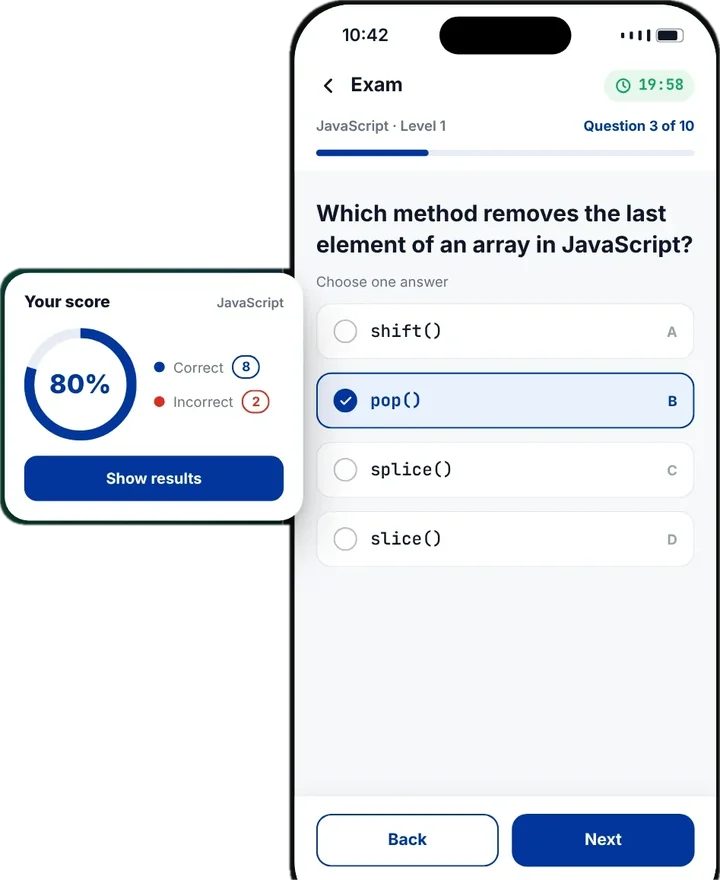 10:42
Exam
19:58
JavaScript · Level 1
Question 3 of 10
Which method removes the last
element of an array in JavaScript?
Choose one answer
shift() A
pop() B
splice() C
slice() D
Back
Next
Your score
JavaScript
80%
Correct 8
Incorrect 2
Show results